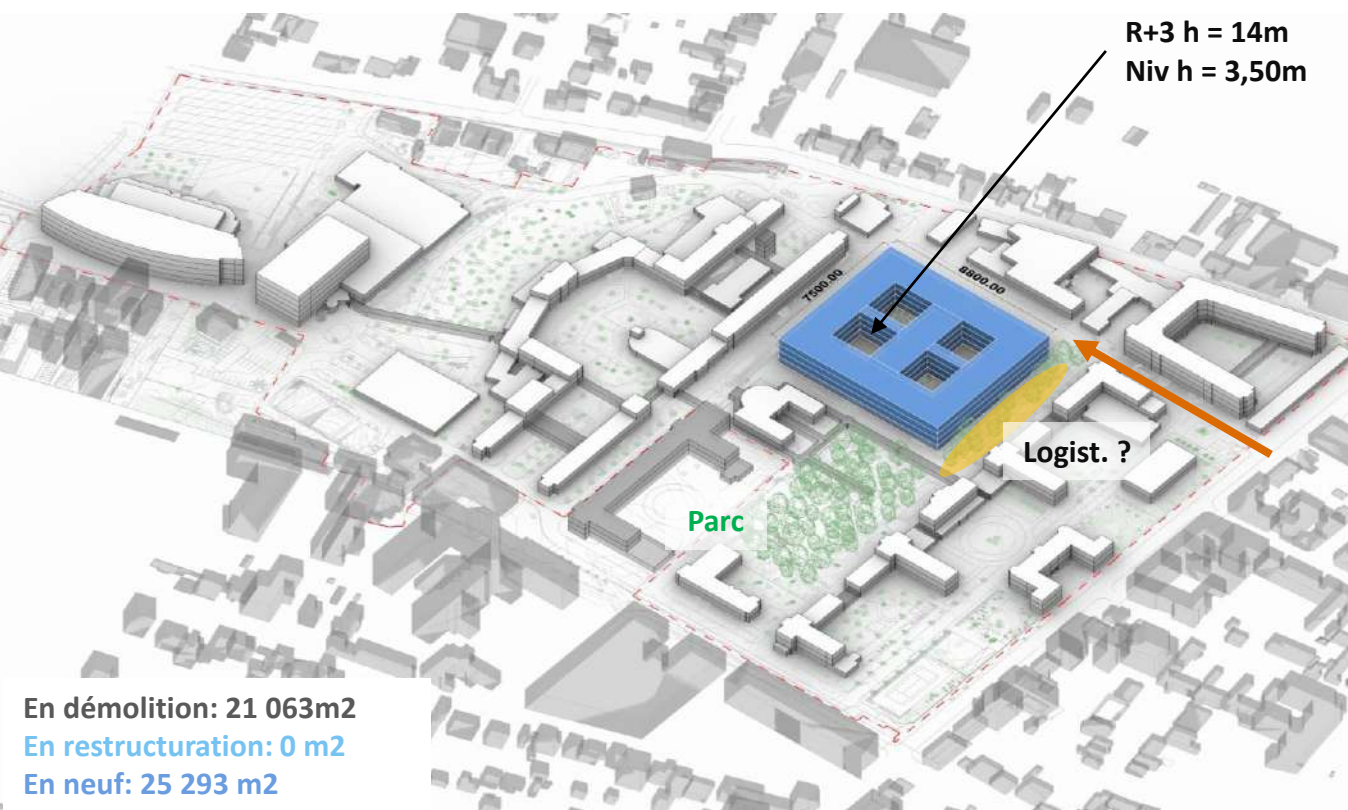 R+3 h = 14m
Niv h = 3,50m
7500.00
8800.00
Logist. ?
Parc
En démolition: 21 063m2
En restructuration: 0 m2
En neuf: 25 293 m2